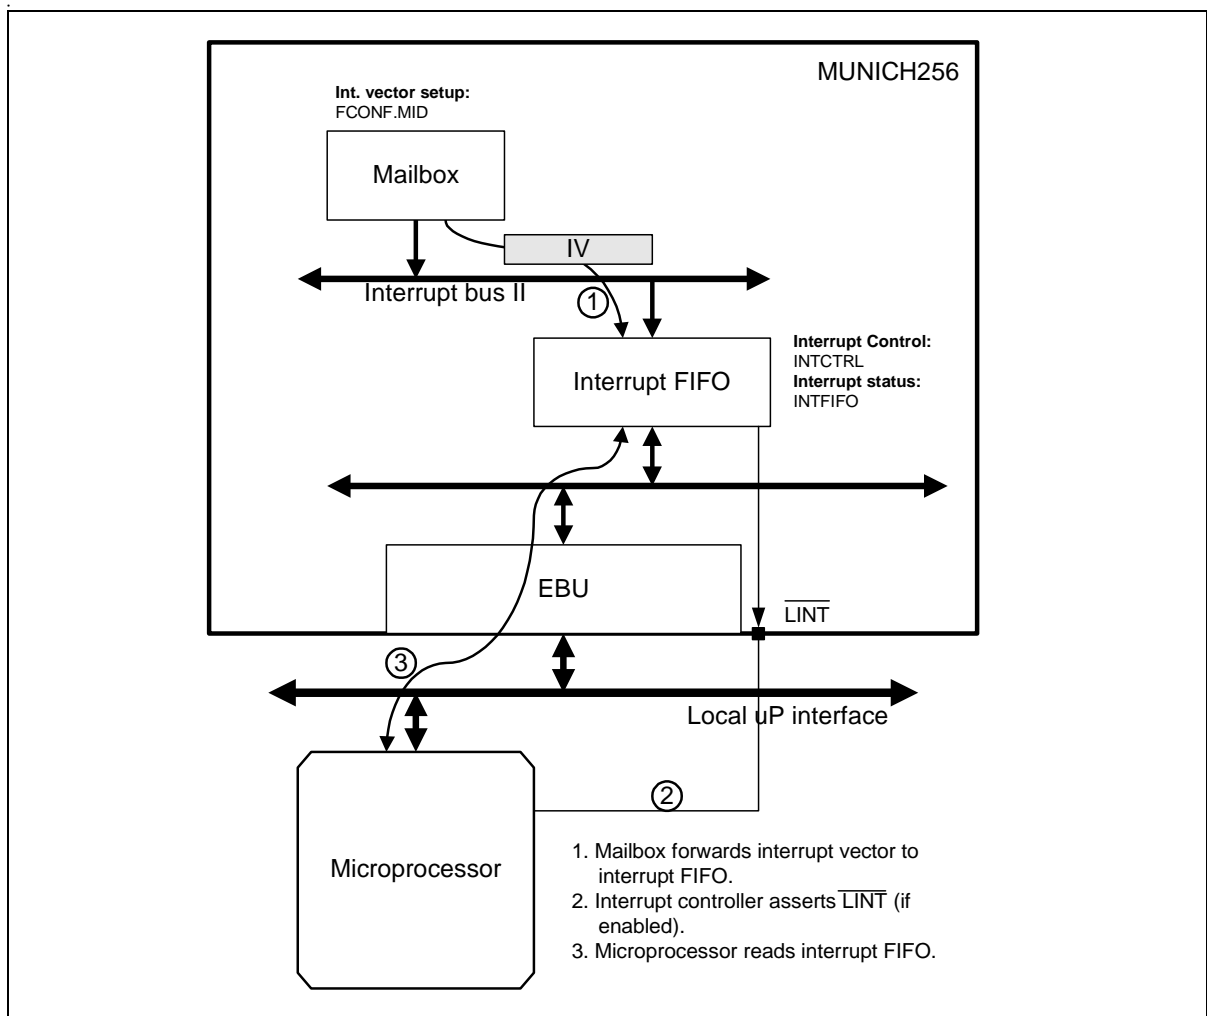 .
MUNICH256
Int. vector setup:
FCONF.MID
Mailbox
IV
Interrupt bus II
1
Interrupt FIFO
Interrupt Control:
INTCTRL
Interrupt status:
INTFIFO
EBU
LINT
3
Local uP interface
2
Microprocessor
1. Mailbox forwards interrupt vector to
interrupt FIFO.
2. Interrupt controller asserts LINT (if
enabled).
3. Microprocessor reads interrupt FIFO.